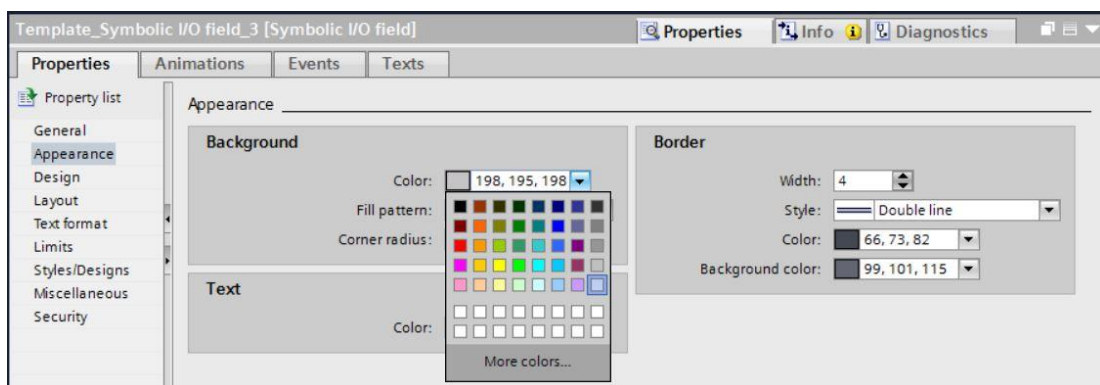 Template_Symbolic I/O field_3 [Symbolic I/O field]
Properties
Info
Diagnostics
Properties
Animations
Events
Texts
Property list
General
Appearance
Design
Layout
Text format
Limits
Styles/Designs
Miscellaneous
Security
Appearance
Background
Color: 198, 195, 198
Fill pattern:
Corner radius:
Text
Color:
More colors...
Border
Width: 4
Style: Double line
Color: 66, 73, 82
Background color: 99, 101, 115